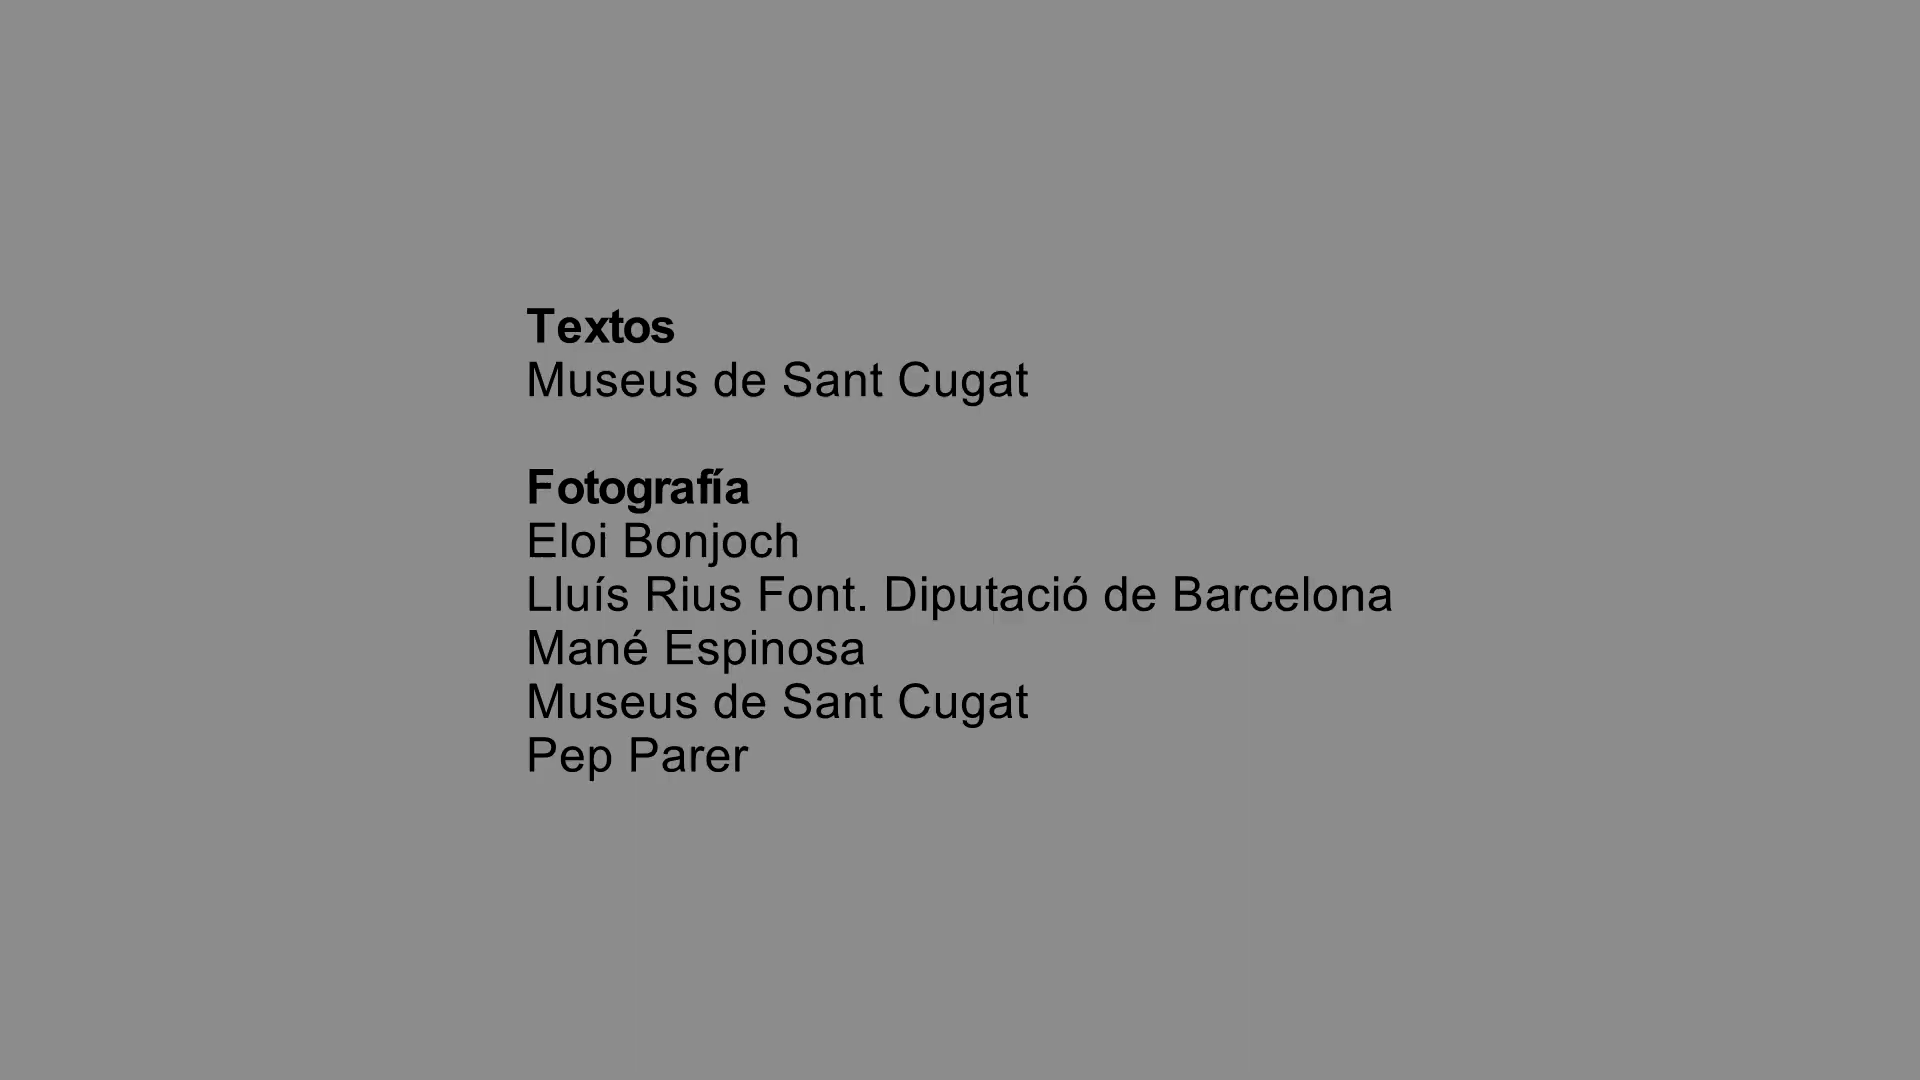 Textos
Museus de Sant Cugat
Fotografía
Eloi Bonjoch
Lluís Rius Font. Diputació de Barcelona
Mané Espinosa
Museus de Sant Cugat
Pep Parer